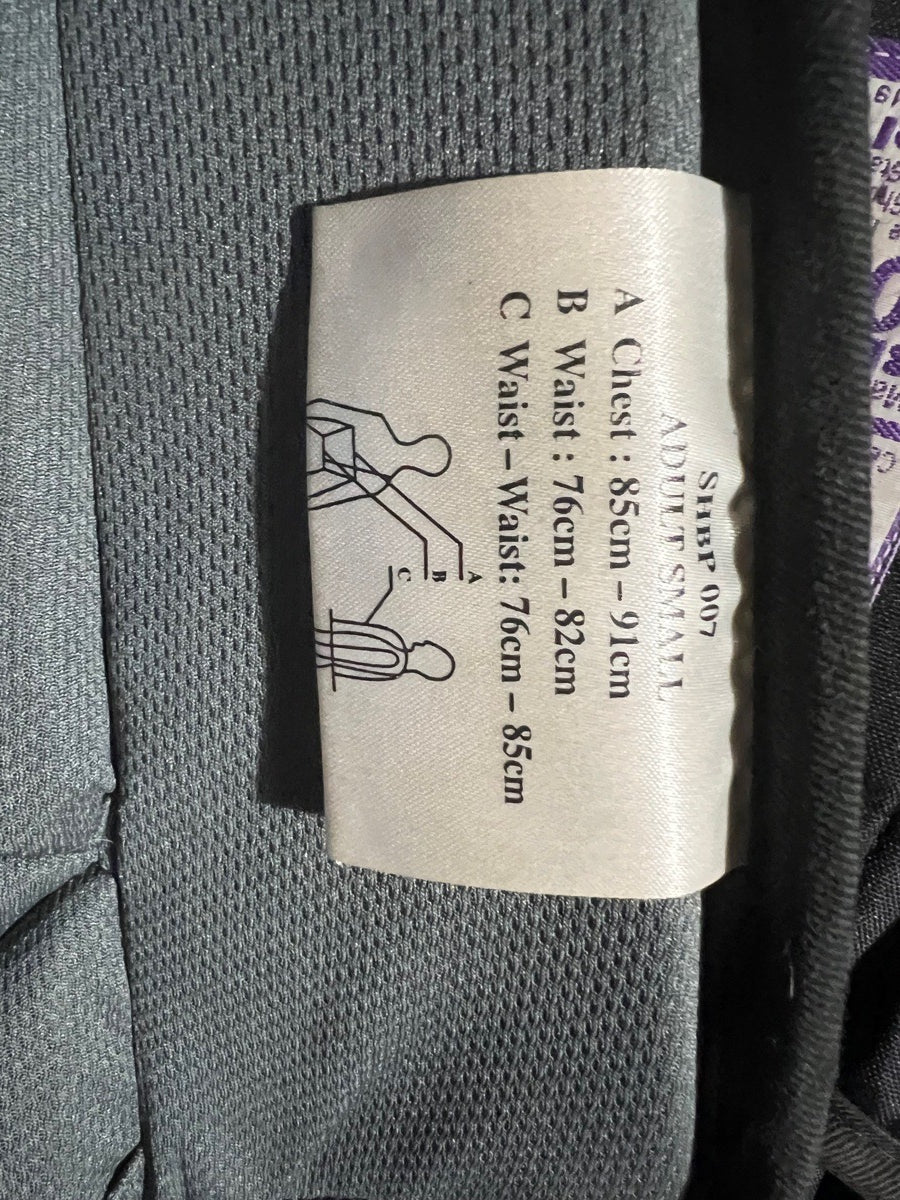 SHBP 007
ADULT SMALL
A Chest : 85cm – 91cm
B Waist : 76cm – 82cm
C Waist – Waist: 76cm – 85cm
A
B
C